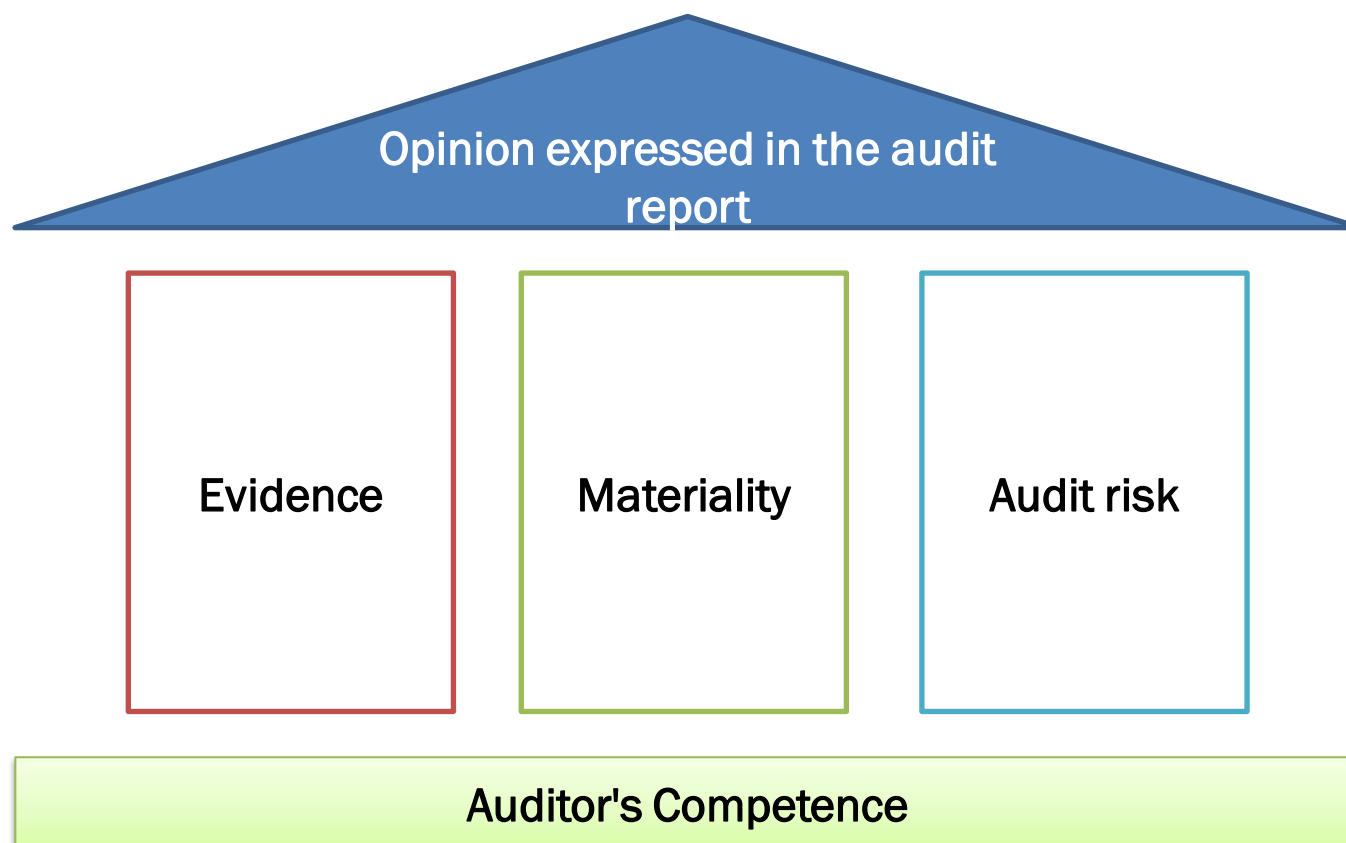 Opinion expressed in the audit
report
Evidence
Materiality
Audit risk
Auditor's Competence